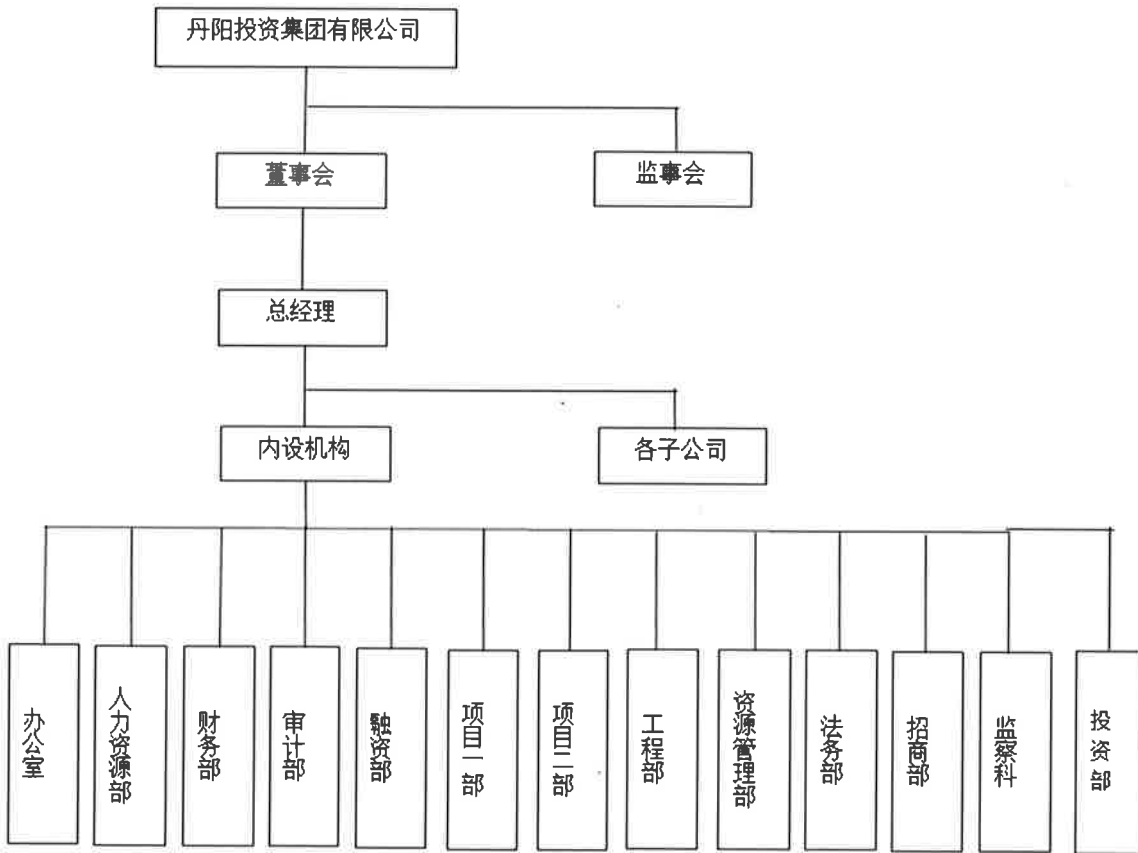 丹阳投资集团有限公司
董事会
监事会
总经理
内设机构
各子公司
办公室
人力资源部
财务部
审计部
融资部
项目一部
项目二部
工程部
资源管理部
法务部
招商部
监察科
投资部